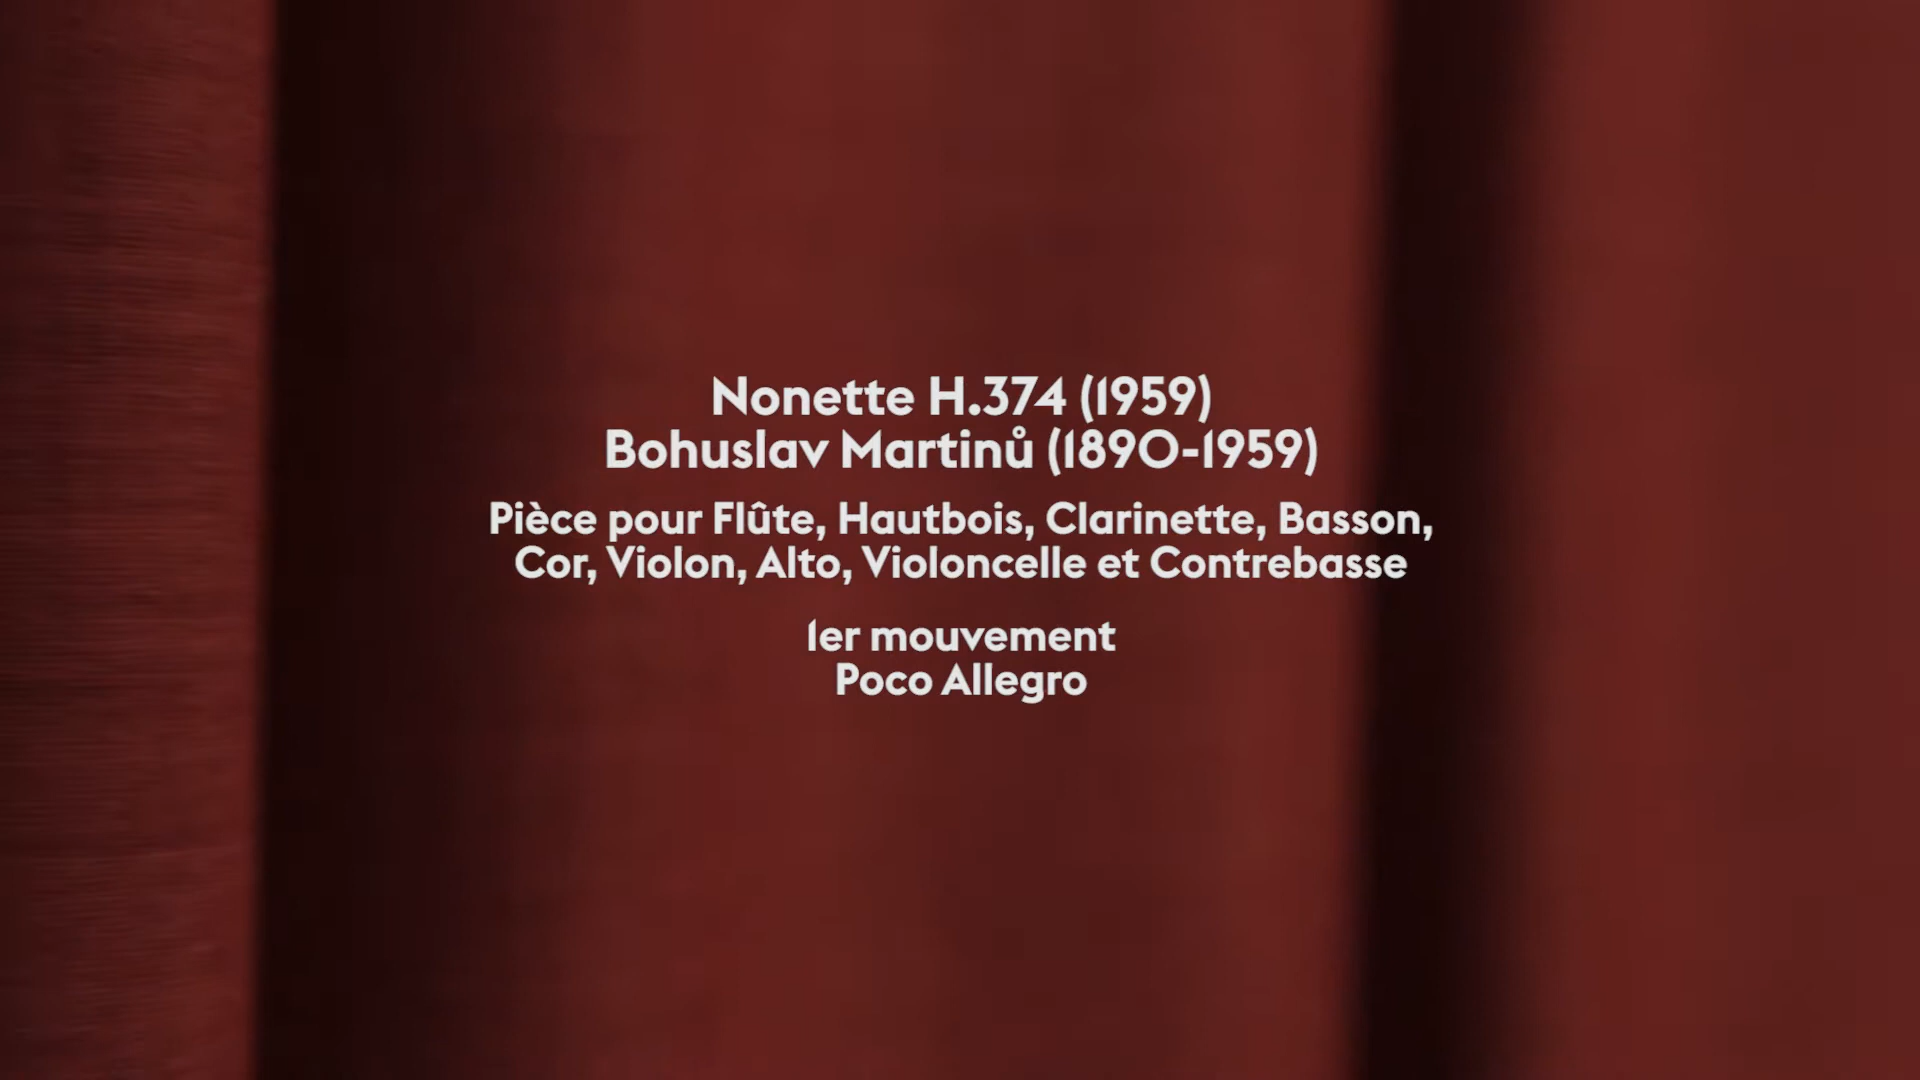 Nonette H.374 (1959)
Bohuslav Martinů (1890-1959)
Pièce pour Flûte, Hautbois, Clarinette, Basson,
Cor, Violon, Alto, Violoncelle et Contrebasse
1er mouvement
Poco Allegro